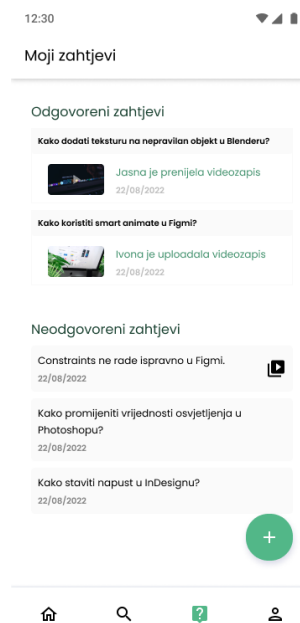 12:30
Moji zahtjevi
Odgovoreni zahtjevi
Kako dodati teksturu na nepravilan objekt u Blenderu?
Jasna je prenijela videozapis
22/08/2022
Kako koristiti smart animate u Figmi?
Ivona je uploadala videozapis
22/08/2022
Neodgovoreni zahtjevi
Constraints ne rade ispravno u Figmi.
22/08/2022
Kako promijeniti vrijednosti osvjetljenja u
Photoshopu?
22/08/2022
Kako staviti napust u InDesignu?
22/08/2022